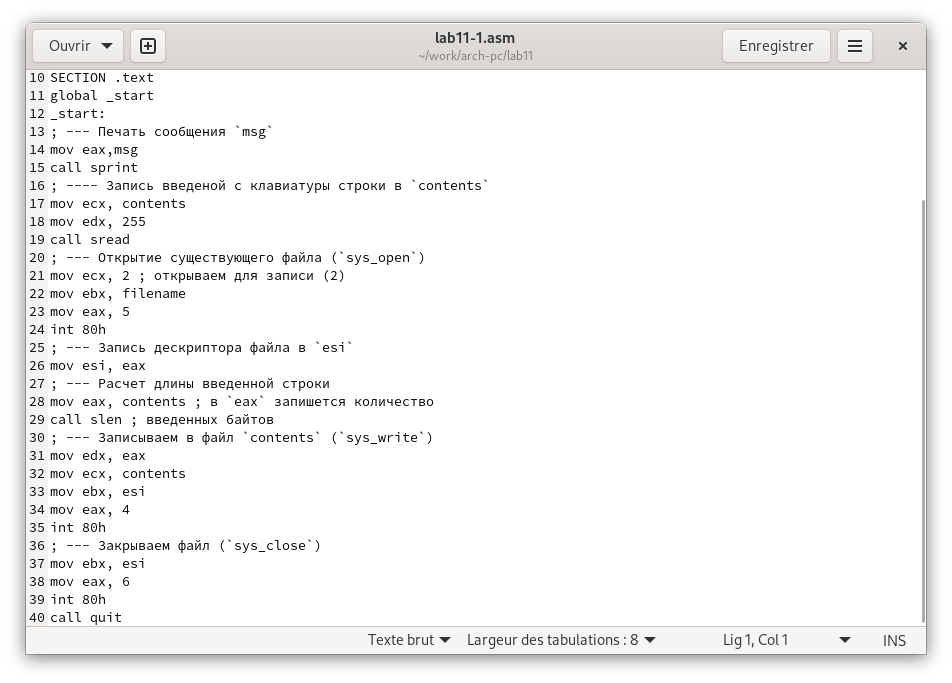 Ouvrir
lab11-1.asm
~/work/arch-pc/lab11
Enregistrer
10 SECTION .text
11 global _start
12 _start:
13 ; --- Печать сообщения `msg`
14 mov eax,msg
15 call sprint
16 ; ---- Запись введеной с клавиатуры строки в `contents`
17 mov ecx, contents
18 mov edx, 255
19 call sread
20 ; --- Открытие существующего файла (`sys_open`)
21 mov ecx, 2 ; открываем для записи (2)
22 mov ebx, filename
23 mov eax, 5
24 int 80h
25 ; --- Запись дескриптора файла в `esi`
26 mov esi, eax
27 ; --- Расчет длины введенной строки
28 mov eax, contents ; в `eax` запишется количество
29 call slen ; введенных байтов
30 ; --- Записываем в файл `contents` (`sys_write`)
31 mov edx, eax
32 mov ecx, contents
33 mov ebx, esi
34 mov eax, 4
35 int 80h
36 ; --- Закрываем файл (`sys_close`)
37 mov ebx, esi
38 mov eax, 6
39 int 80h
40 call quit
Texte brut Largeur des tabulations : 8 Lig 1, Col 1 INS